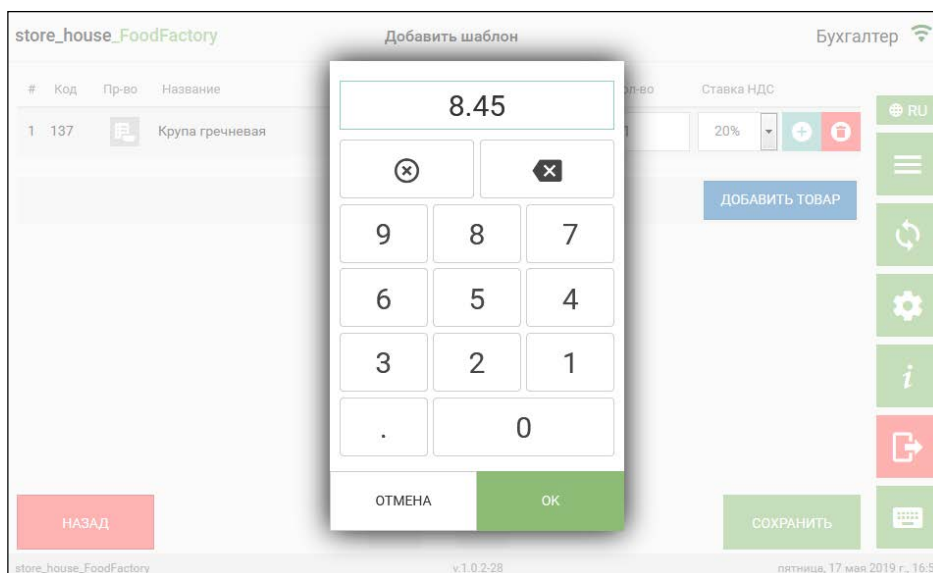 store_house_FoodFactory Добавить шаблон Бухгалтер
# Код Пр-во Название Ставка НДС
RU
1 137 Крупа гречневая 20%
8.45
ДОБАВИТЬ ТОВАР
9 8 7
6 5 4
3 2 1
. 0
ОТМЕНА OK
НАЗАД СОХРАНИТЬ
store_house_FoodFactory v.1.0.2-28 пятница, 17 мая 2019 г.,